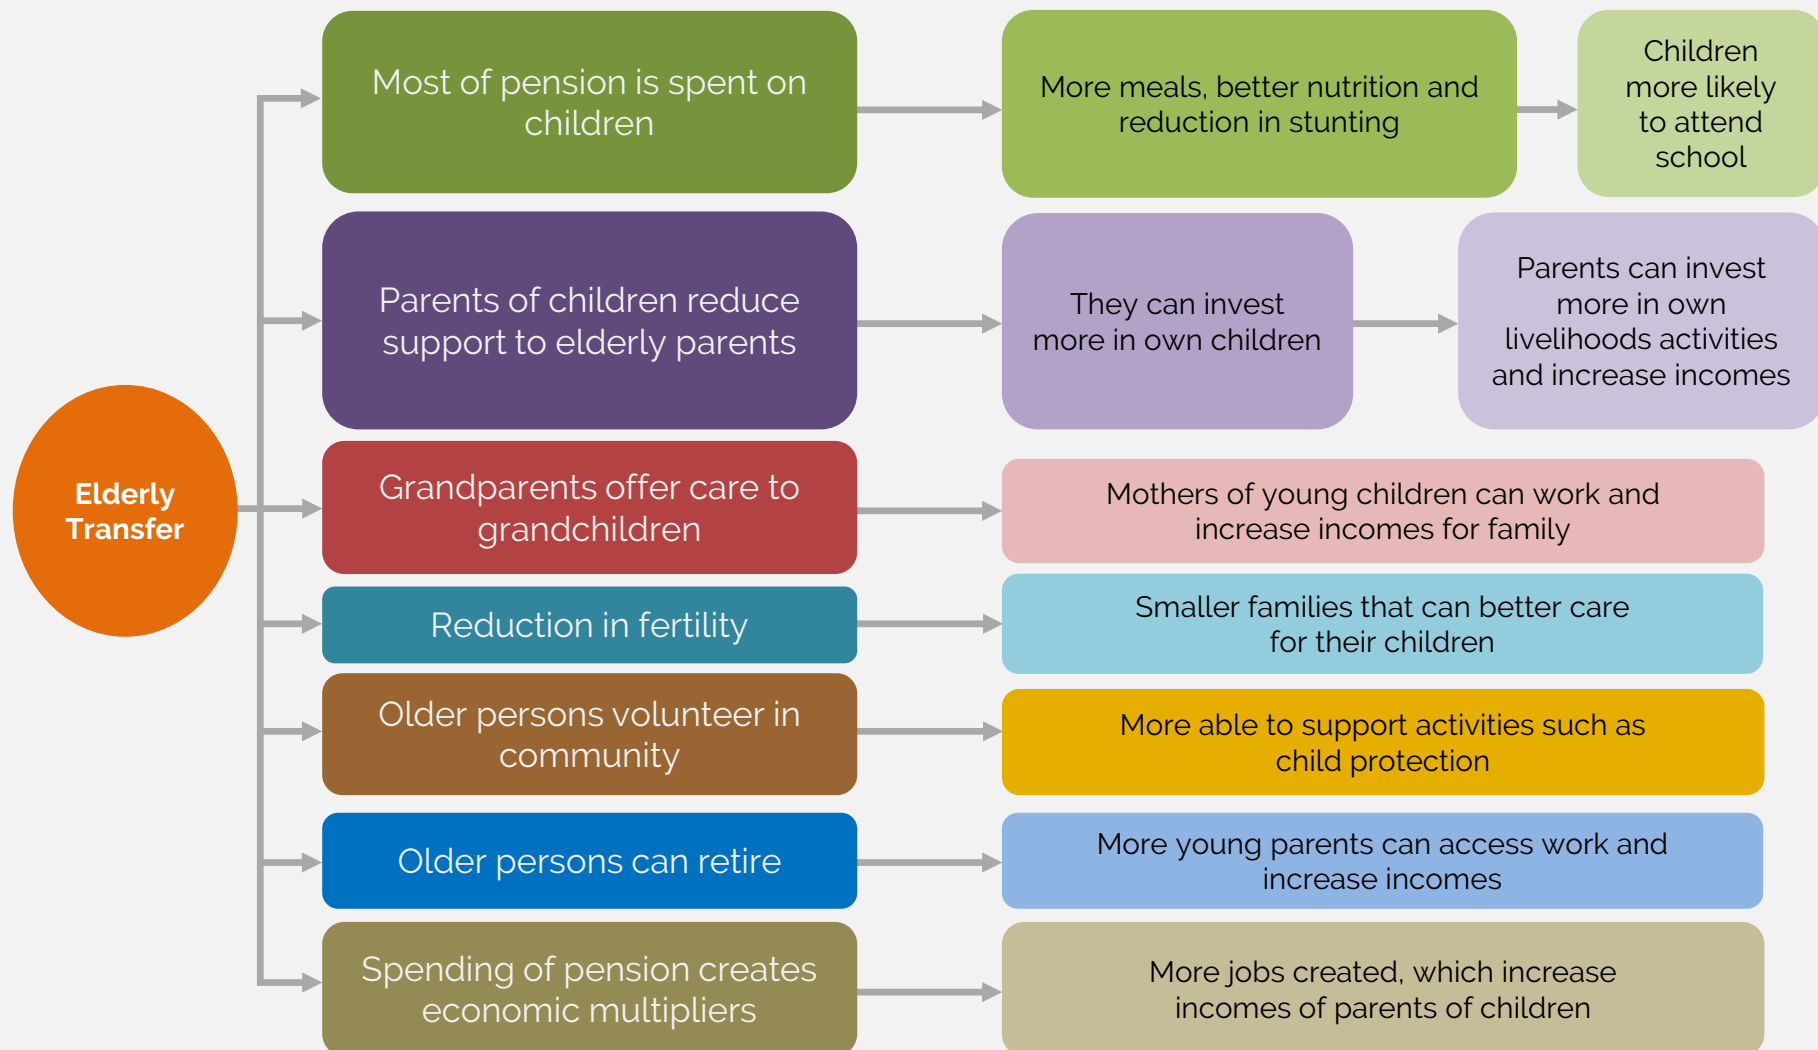 Most of pension is spent on
children
More meals, better nutrition and
reduction in stunting
Children
more likely
to attend
school
Parents of children reduce
support to elderly parents
They can invest
more in own children
Parents can invest
more in own
livelihoods activities
and increase incomes
Elderly
Transfer
Grandparents offer care to
grandchildren
Mothers of young children can work and
increase incomes for family
Reduction in fertility
Smaller families that can better care
for their children
Older persons volunteer in
community
More able to support activities such as
child protection
Older persons can retire
More young parents can access work and
increase incomes
Spending of pension creates
economic multipliers
More jobs created, which increase
incomes of parents of children